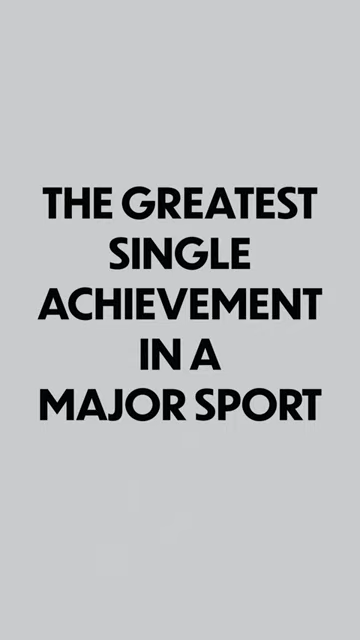 THE GREATEST
SINGLE
ACHIEVEMENT
IN A
MAJOR SPORT